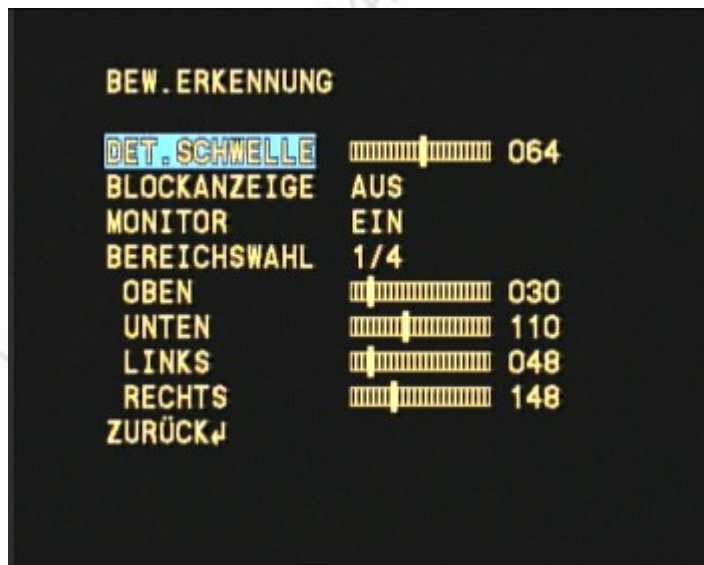 BEW.ERKENNUNG
DET.SCHWELLE 064
BLOCKANZEIGE AUS
MONITOR EIN
BEREICHSWAHL 1/4
OBEN 030
UNTEN 110
LINKS 048
RECHTS 148
ZURÜCK↵